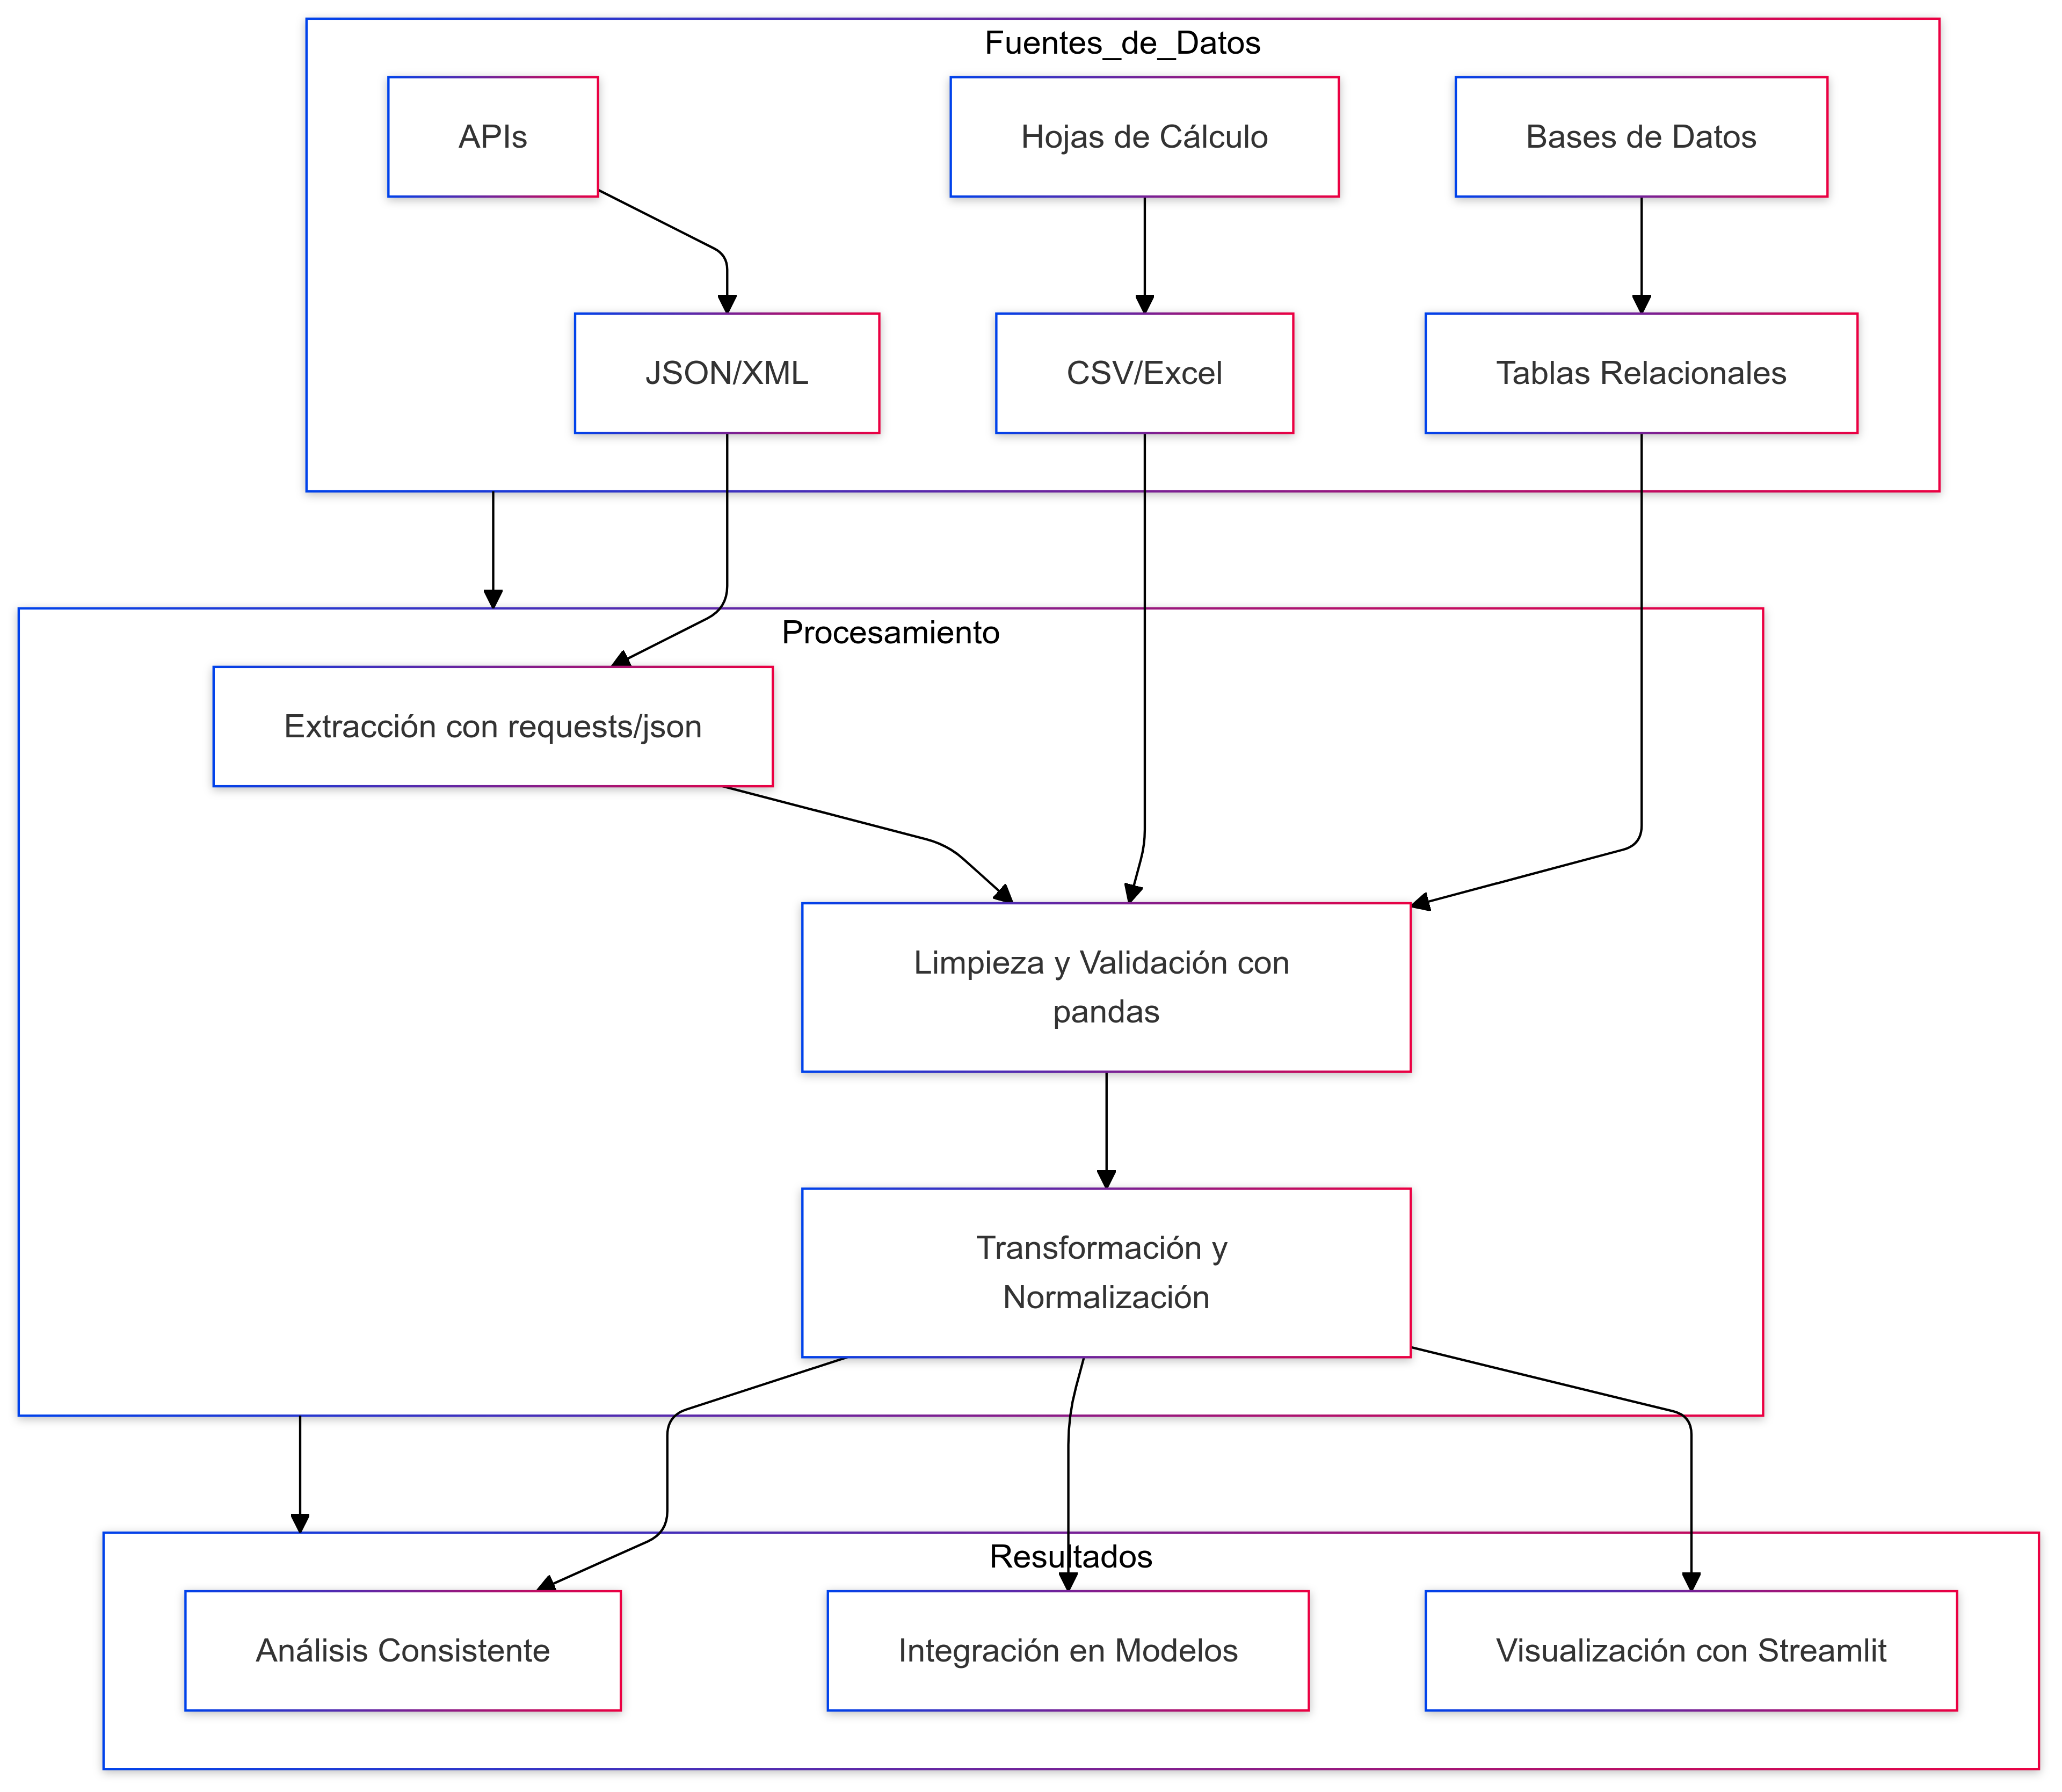 Fuentes_de_Datos
APIs
Hojas de Cálculo
Bases de Datos
JSON/XML
CSV/Excel
Tablas Relacionales
Procesamiento
Extracción con requests/json
Limpieza y Validación con
pandas
Transformación y
Normalización
Resultados
Análisis Consistente
Integración en Modelos
Visualización con Streamlit